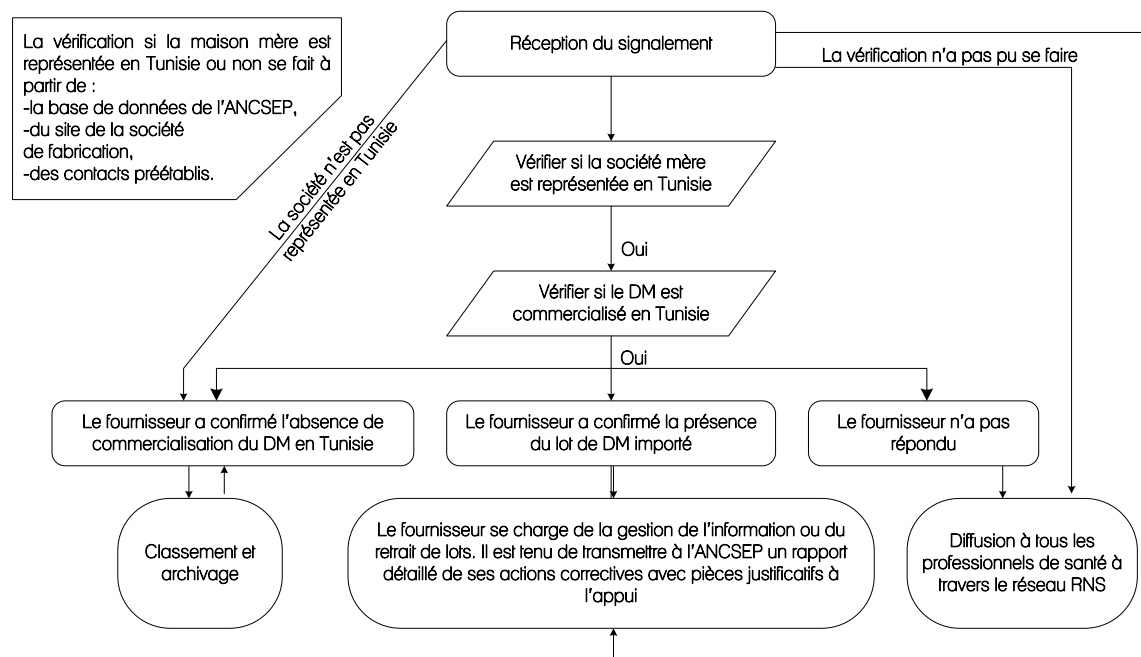 La vérification si la maison mère est
représentée en Tunisie ou non se fait à
partir de :
-la base de données de l'ANCSEP,
-du site de la société
de fabrication,
-des contacts préétablis.
Réception du signalement
La vérification n'a pas pu se faire
La société n'est pas
représentée en Tunisie
Vérifier si la société mère
est représentée en Tunisie
Oui
Vérifier si le DM est
commercialisé en Tunisie
Oui
Le fournisseur a confirmé l'absence de
commercialisation du DM en Tunisie
Le fournisseur a confirmé la présence
du lot de DM importé
Le fournisseur n'a pas
répondu
Classement et
archivage
Le fournisseur se charge de la gestion de l'information ou du
retrait de lots. Il est tenu de transmettre à l'ANCSEP un rapport
détaillé de ses actions correctives avec pièces justificatifs à
l'appui
Diffusion à tous les
professionnels de santé à
travers le réseau RNS